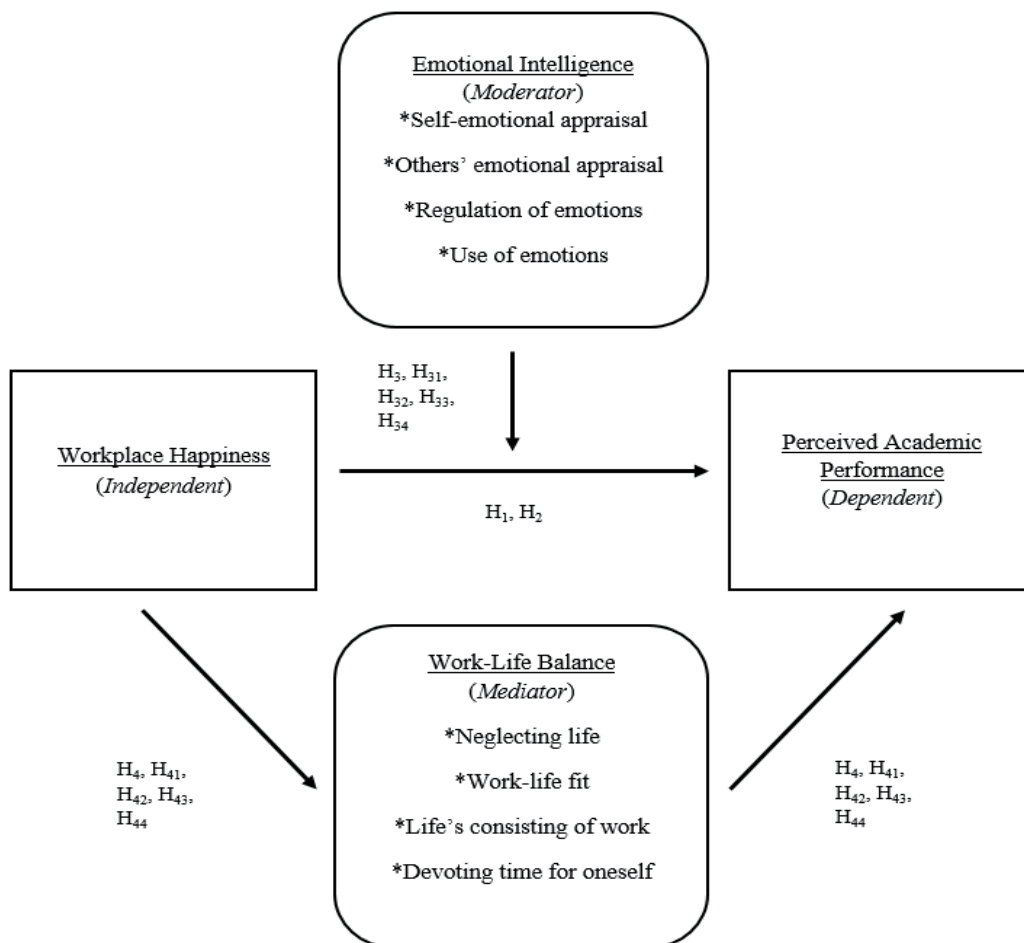 Emotional Intelligence
(Moderator)
*Self-emotional appraisal
*Others’ emotional appraisal
*Regulation of emotions
*Use of emotions
H₃, H₃₁,
H₃₂, H₃₃,
H₃₄
Workplace Happiness
(Independent)
H₁, H₂
Perceived Academic
Performance
(Dependent)
H₄, H₄₁,
H₄₂, H₄₃,
H₄₄
Work-Life Balance
(Mediator)
*Neglecting life
*Work-life fit
*Life’s consisting of work
*Devoting time for oneself
H₄, H₄₁,
H₄₂, H₄₃,
H₄₄